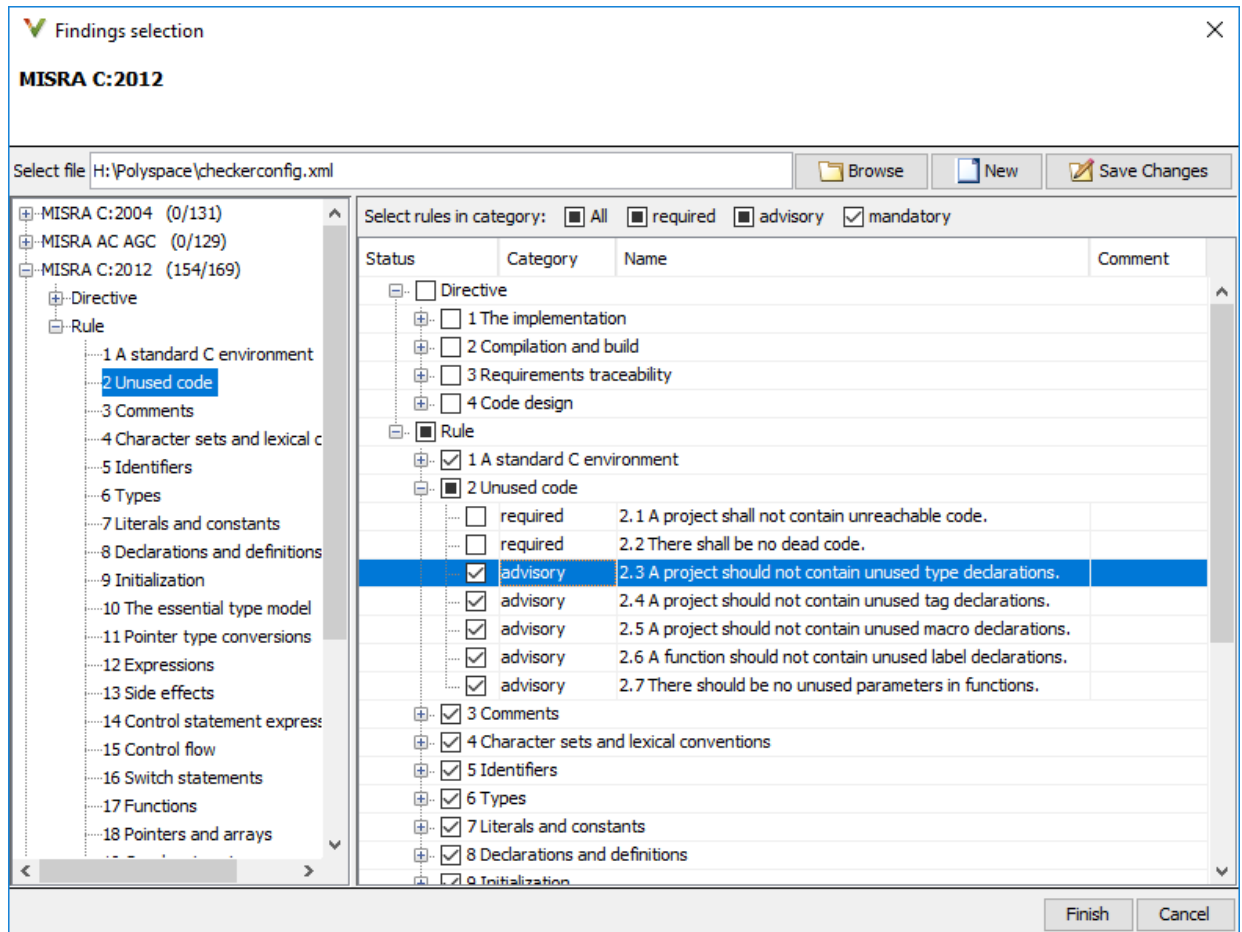 Findings selection
MISRA C:2012
Select file H:\Polyspace\checkerconfig.xml Browse New Save Changes
MISRA C:2004 (0/131)
MISRA AC AGC (0/129)
MISRA C:2012 (154/169)
Directive
Rule
1 A standard C environment
2 Unused code
3 Comments
4 Character sets and lexical c
5 Identifiers
6 Types
7 Literals and constants
8 Declarations and definitions
9 Initialization
10 The essential type model
11 Pointer type conversions
12 Expressions
13 Side effects
14 Control statement express
15 Control flow
16 Switch statements
17 Functions
18 Pointers and arrays
Select rules in category: All required advisory mandatory
Status Category Name Comment
Directive
1 The implementation
2 Compilation and build
3 Requirements traceability
4 Code design
Rule
1 A standard C environment
2 Unused code
required 2.1 A project shall not contain unreachable code.
required 2.2 There shall be no dead code.
advisory 2.3 A project should not contain unused type declarations.
advisory 2.4 A project should not contain unused tag declarations.
advisory 2.5 A project should not contain unused macro declarations.
advisory 2.6 A function should not contain unused label declarations.
advisory 2.7 There should be no unused parameters in functions.
3 Comments
4 Character sets and lexical conventions
5 Identifiers
6 Types
7 Literals and constants
8 Declarations and definitions
9 Initialization
Finish Cancel